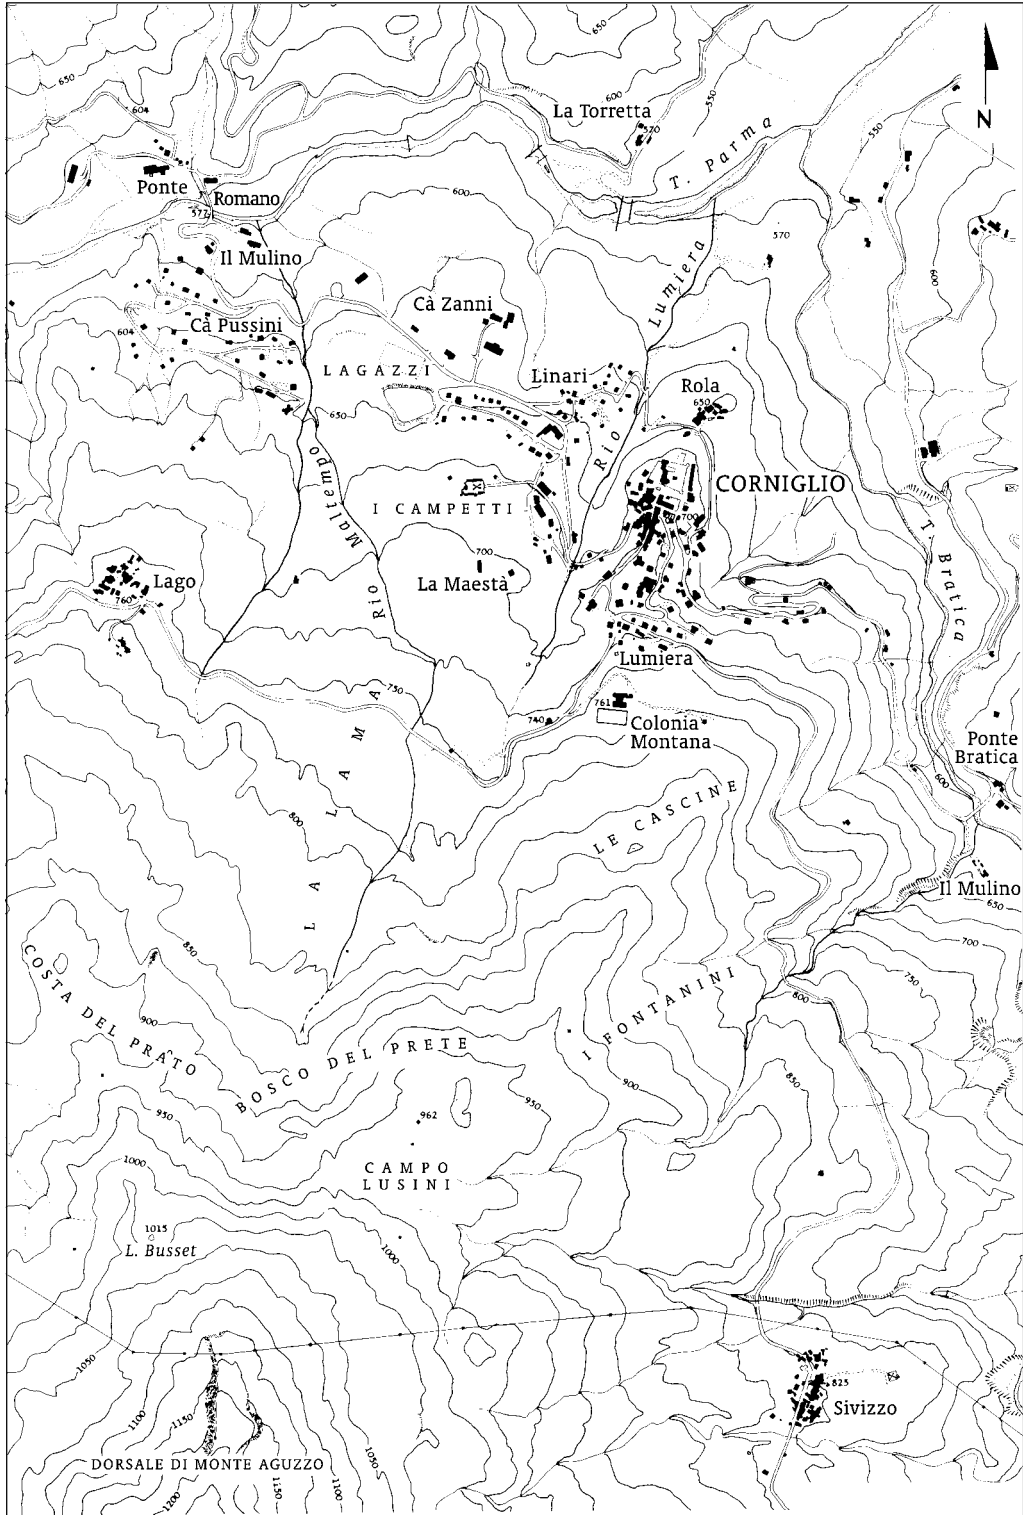 650
650
600
604
La Torretta
570
550
550
N
T. Parma
Ponte
Romano
577
600
600
570
Il Mulino
Lumiera
Cà Zanni
604
Cà Pussini
LAGAZZI
Linari
Rola
650
650
Rio
Maltempo
CORNIGLIO
I CAMPETTI
700
T. Bratica
700
La Maestà
Lago
760
Rio
Lumiera
750
LA LAMA
761
740
Colonia
Montana
Ponte
Bratica
600
LE CASCINE
800
Il Mulino
650
700
850
COSTA DEL PRATO
I FONTANINI
750
800
900
BOSCO DEL PRETE
900
850
950
950
962
1000
CAMPO
LUSINI
1015
L. Busset
1000
1050
825
Sivizzo
1100
1150
1050
DORSALE DI MONTE AGUZZO
1200
1150
1100